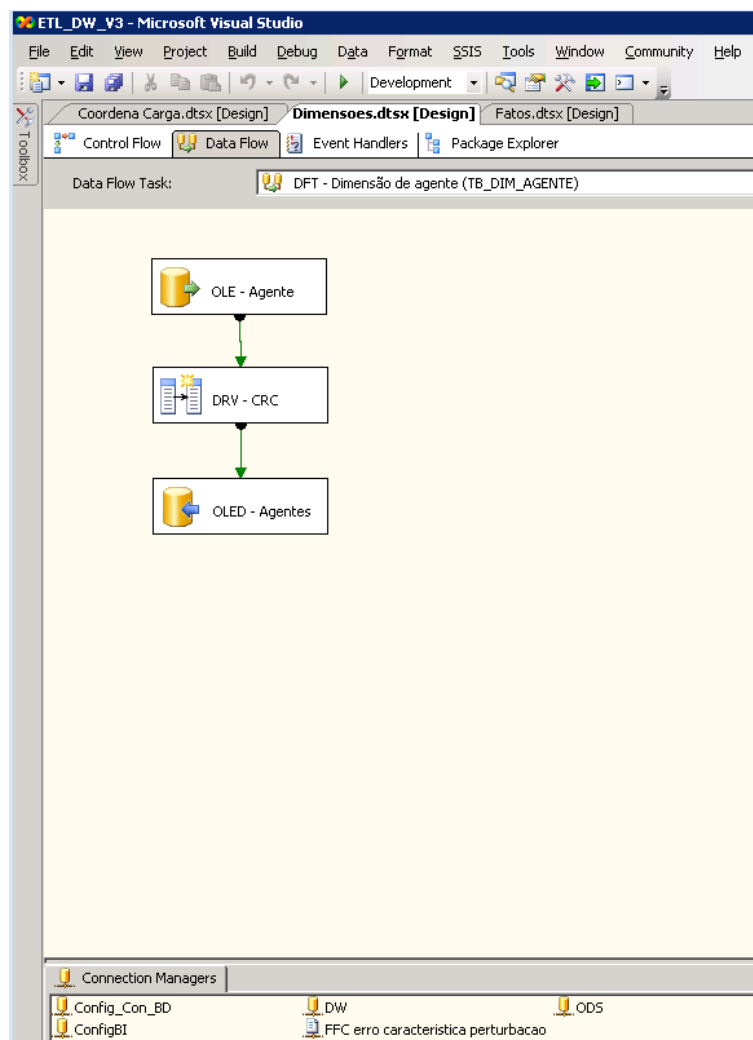 ETL_DW_V3 - Microsoft Visual Studio
File Edit View Project Build Debug Data Format SSIS Tools Window Community Help
Development
Toolbox
Coordena Carga.dtsx [Design] Dimensoes.dtsx [Design] Fatos.dtsx [Design]
Control Flow Data Flow Event Handlers Package Explorer
Data Flow Task: DFT - Dimensão de agente (TB_DIM_AGENTE)
OLE - Agente
DRV - CRC
OLED - Agentes
Connection Managers
Config_Con_BD DW ODS
ConfigBI FFC erro caracteristica perturbacao